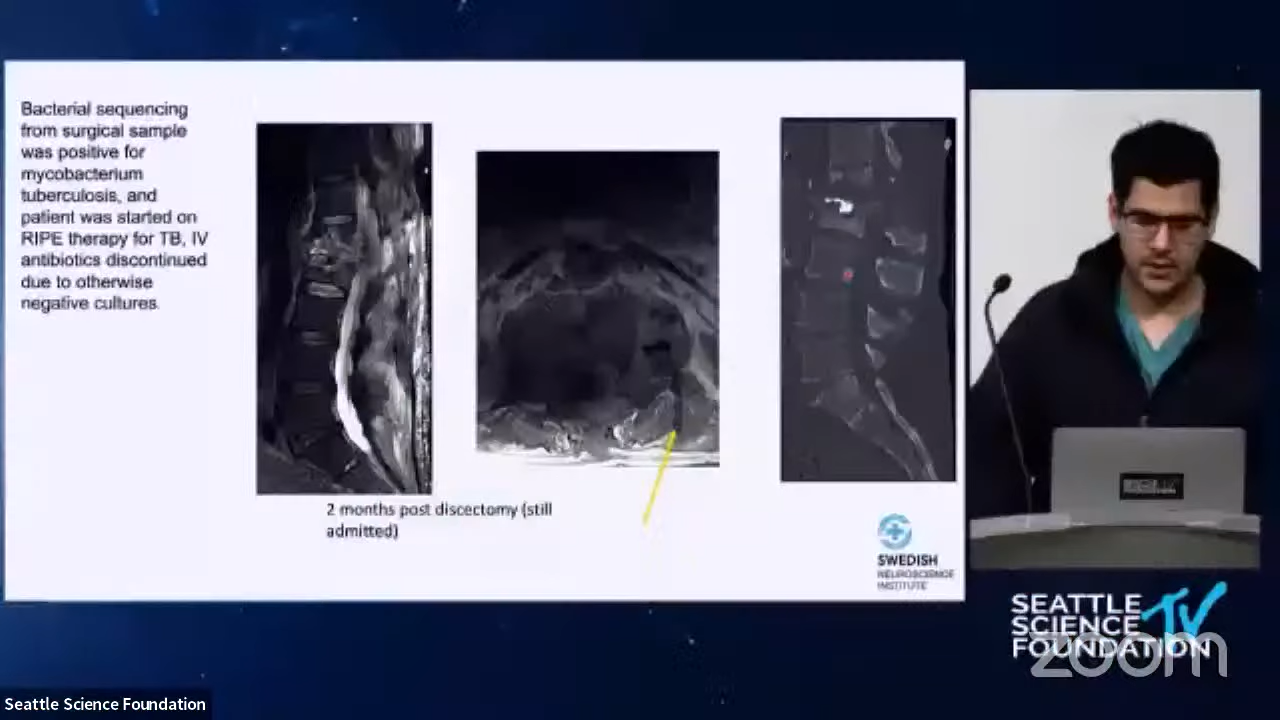 Bacterial sequencing
from surgical sample
was positive for
mycobacterium
tuberculosis, and
patient was started on
RIPE therapy for TB, IV
antibiotics discontinued
due to otherwise
negative cultures.
2 months post discectomy (still
admitted)
SWEDISH
NEUROSCIENCE
INSTITUTE
SEATTLE
SCIENCE TV
FOUNDATION
zoom
Seattle Science Foundation